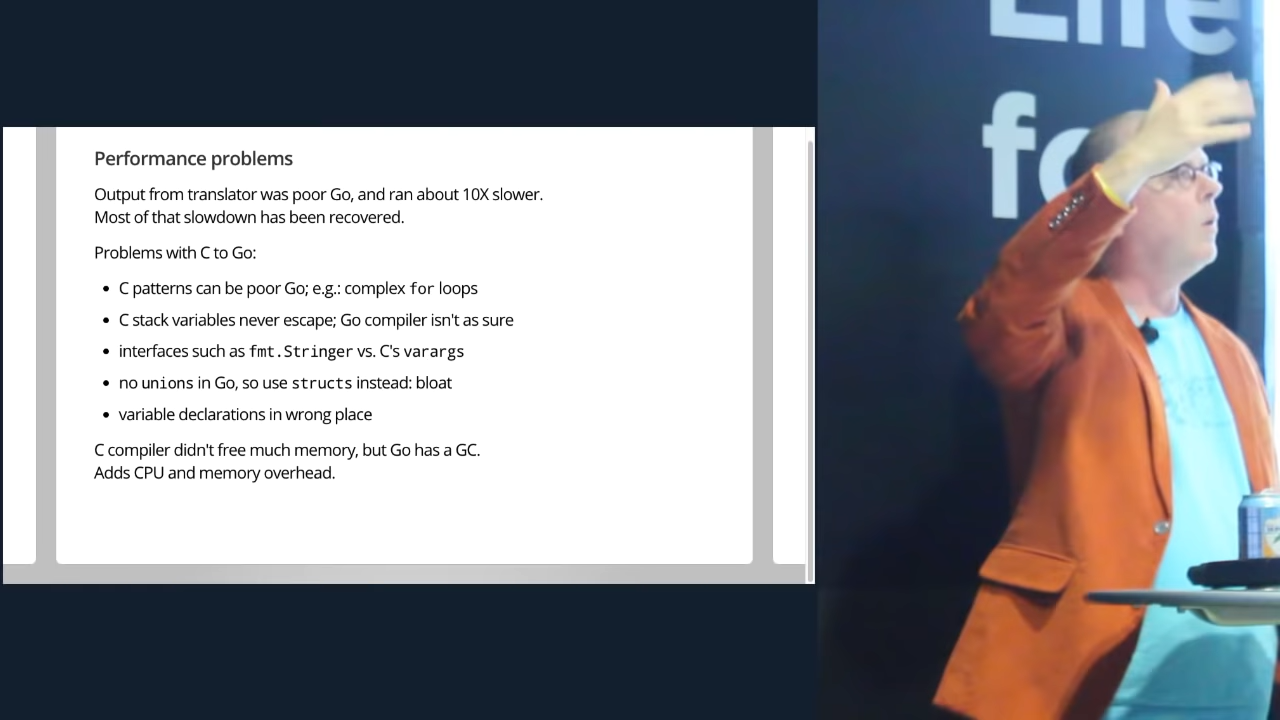 Performance problems
Output from translator was poor Go, and ran about 10X slower.
Most of that slowdown has been recovered.
Problems with C to Go:
• C patterns can be poor Go; e.g.: complex for loops
• C stack variables never escape; Go compiler isn't as sure
• interfaces such as fmt.Stringer vs. C's varargs
• no unions in Go, so use structs instead: bloat
• variable declarations in wrong place
C compiler didn't free much memory, but Go has a GC.
Adds CPU and memory overhead.
Life